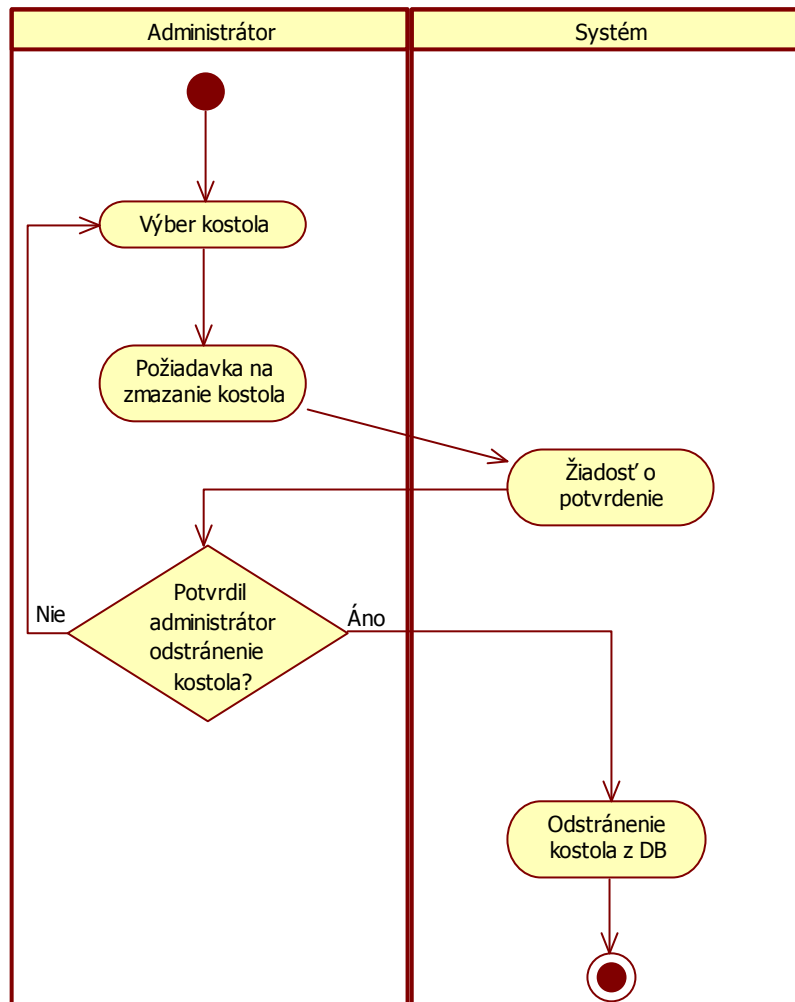 Administrátor
Systém
Výber kostola
Požiadavka na
zmazanie kostola
Žiadosť o
potvrdenie
Potvrdil
administrátor
odstránenie
kostola?
Nie
Áno
Odstránenie
kostola z DB